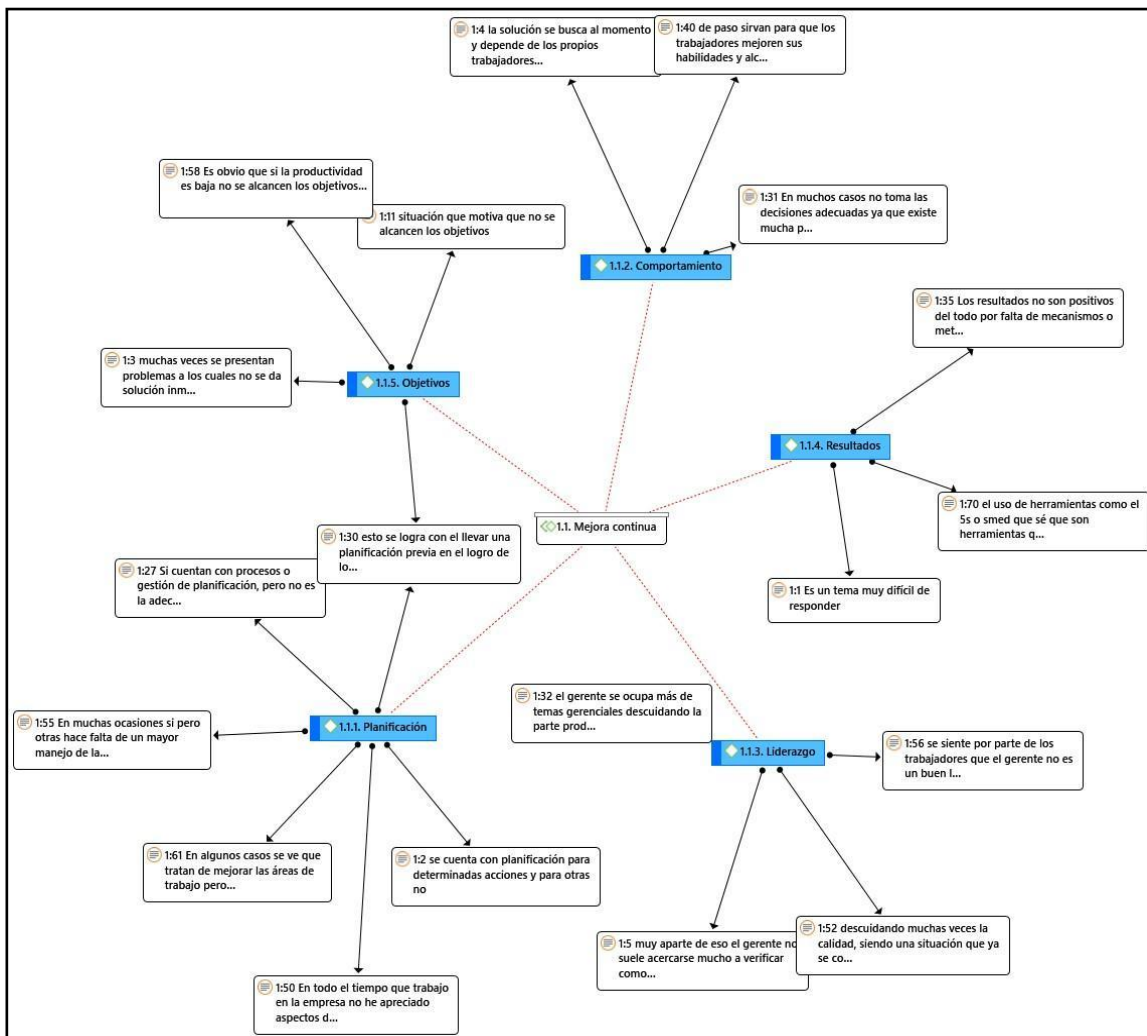 1:4 la solución se busca al momento
y depende de los propios
trabajadores...
1:40 de paso sirvan para que los
trabajadores mejoren sus
habilidades y alc...
1:58 Es obvio que si la productividad
es baja no se alcancen los objetivos...
1:11 situación que motiva que no se
alcancen los objetivos
1:31 En muchos casos no toma las
decisiones adecuadas ya que existe
mucha p...
1.1.2. Comportamiento
1:35 Los resultados no son positivos
del todo por falta de mecanismos o
met...
1:3 muchas veces se presentan
problemas a los cuales no se da
solución inm...
1.1.5. Objetivos
1.1.4. Resultados
1:70 el uso de herramientas como el
5s o smed que sé que son
herramientas q...
1.1. Mejora continua
1:30 esto se logra con el llevar una
planificación previa en el logro de
lo...
1:27 Si cuentan con procesos o
gestión de planificación, pero no es
la adec...
1:1 Es un tema muy difícil de
responder
1:32 el gerente se ocupa más de
temas gerenciales descuidando la
parte prod...
1:55 En muchas ocasiones si pero
otras hace falta de un mayor
manejo de la...
1.1.1. Planificación
1.1.3. Liderazgo
1:56 se siente por parte de los
trabajadores que el gerente no es
un buen l...
1:61 En algunos casos se ve que
tratan de mejorar las áreas de
trabajo pero...
1:2 se cuenta con planificación para
determinadas acciones y para otras
no
1:5 muy aparte de eso el gerente no
suele acercarse mucho a verificar
como...
1:52 descuidando muchas veces la
calidad, siendo una situación que ya
se co...
1:50 En todo el tiempo que trabajo
en la empresa no he apreciado
aspectos d...